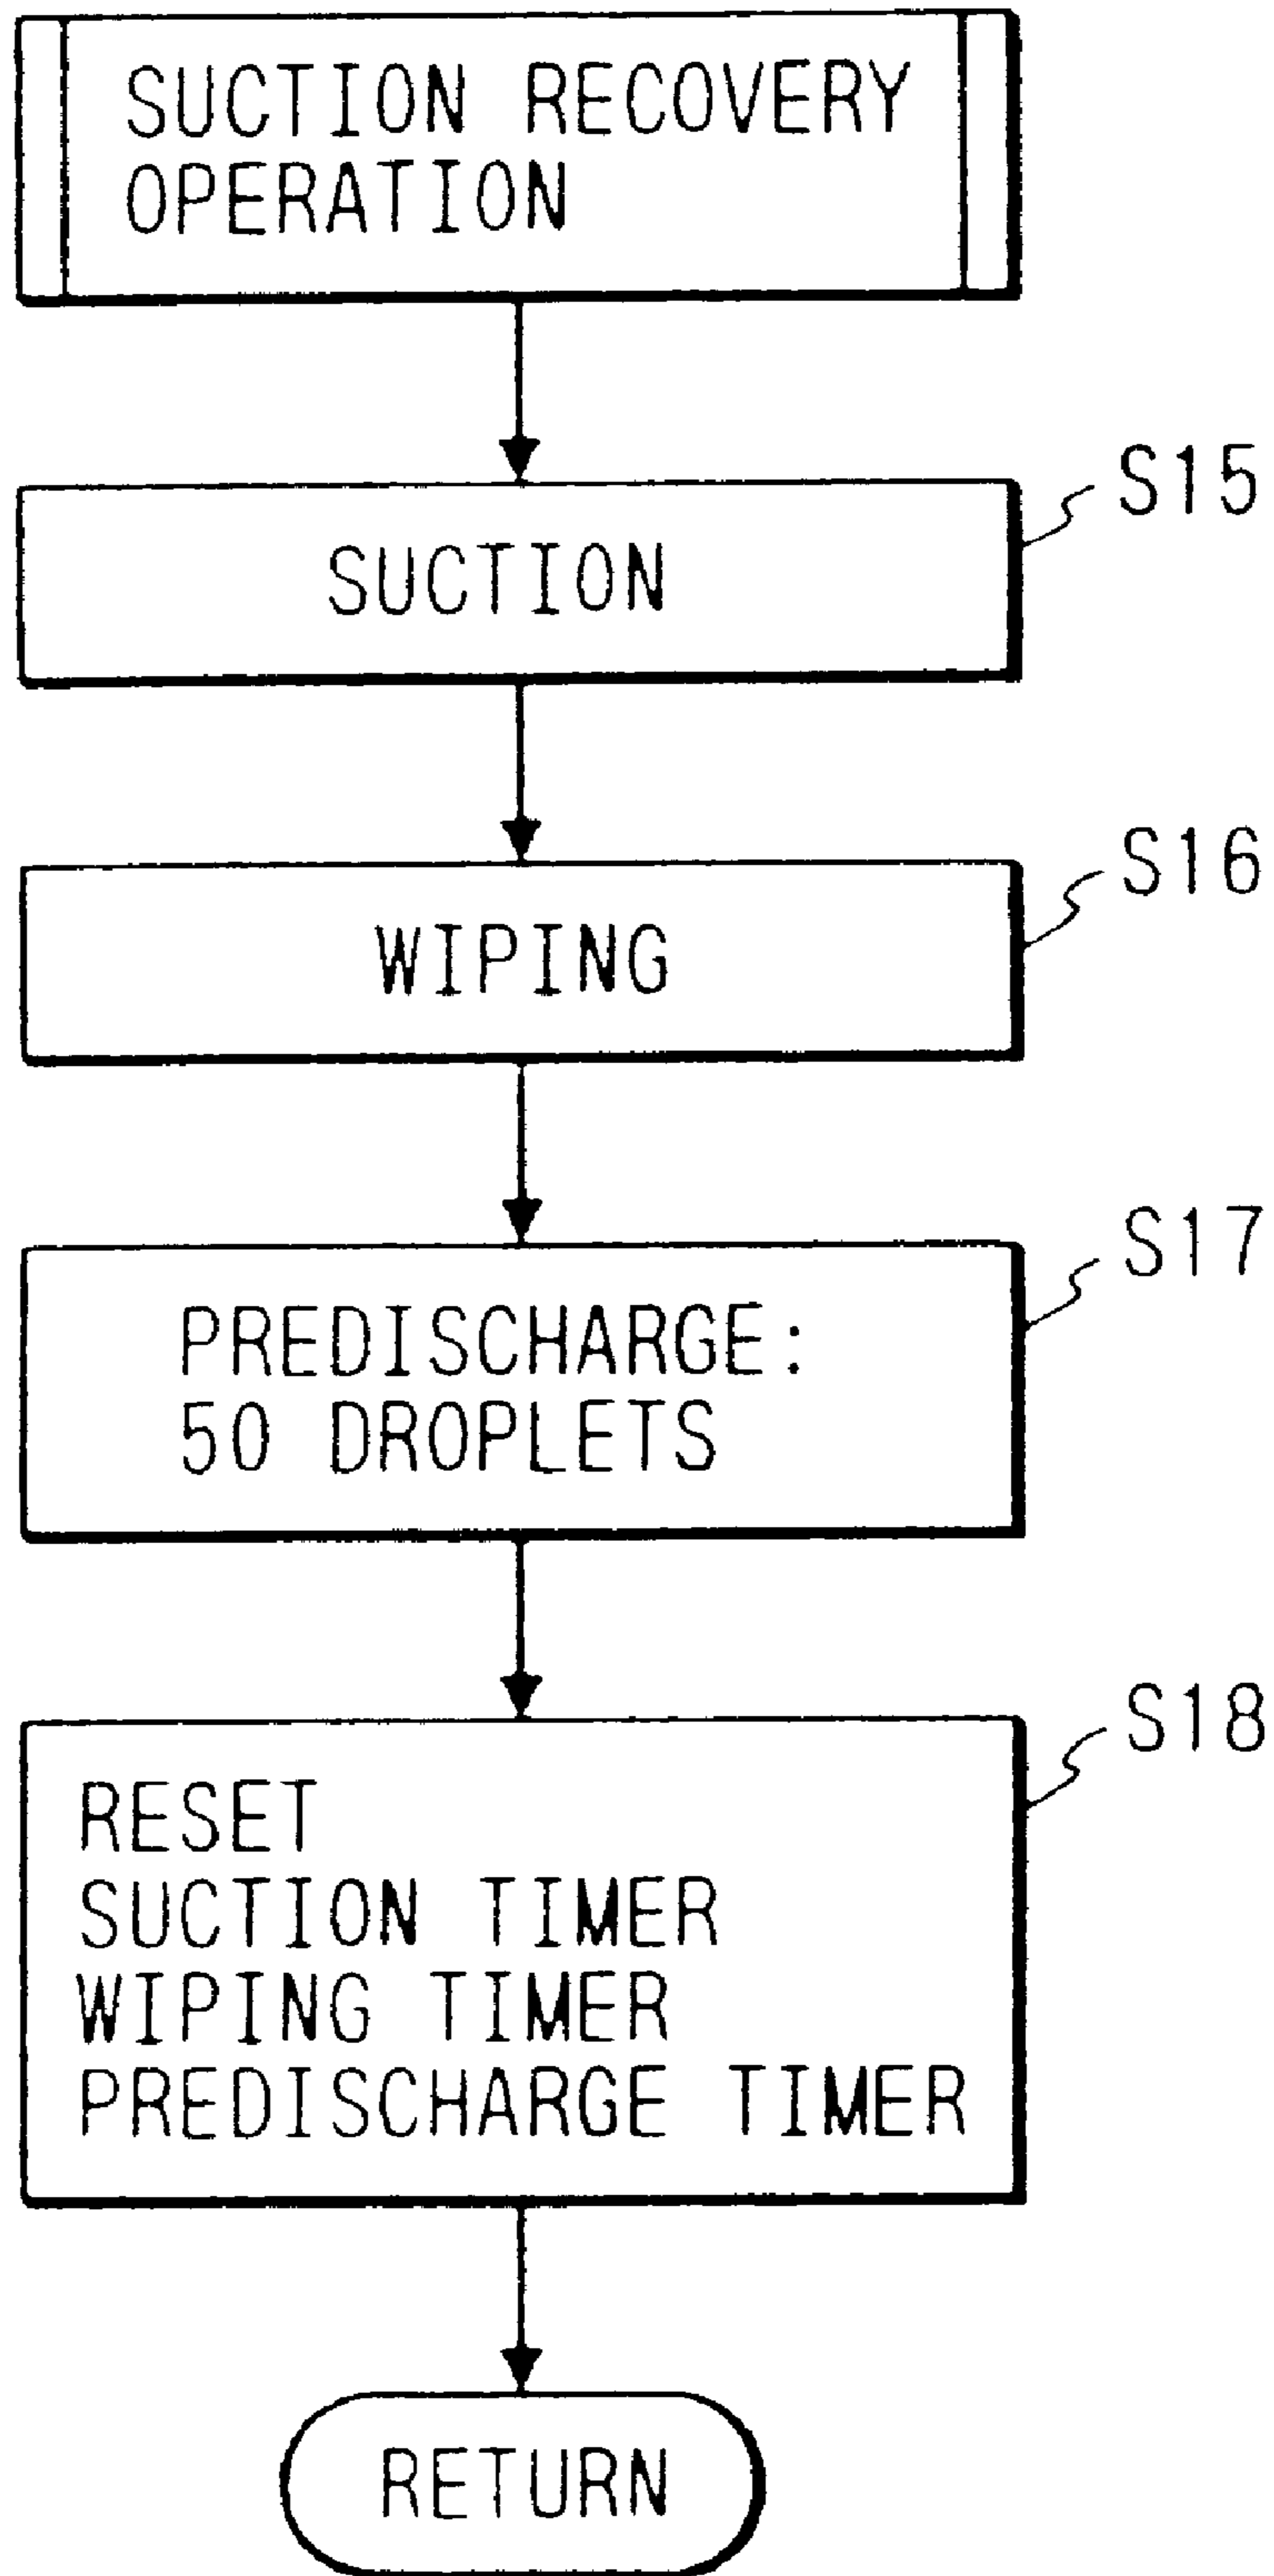 SUCTION RECOVERY
OPERATION
S15
SUCTION
S16
WIPING
S17
PREDISCHARGE:
50 DROPLETS
S18
RESET
SUCTION TIMER
WIPING TIMER
PREDISCHARGE TIMER
RETURN